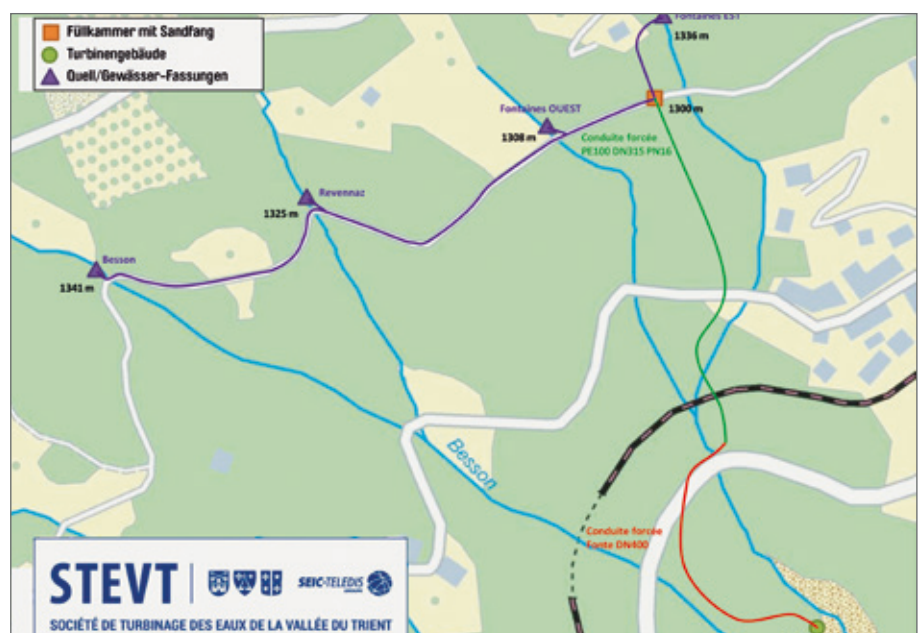 Füllkammer mit Sandfang
Turbinengebäude
Quell/Gewässer-Fassungen
Fontaines EST
1336 m
1300 m
Fontaines OUEST
1308 m
Conduite forcée
PE100 DN315 PN16
Revennaz
1325 m
Besson
1341 m
Besson
Conduite forcée
Fonte DN400
STEVT
SEIC-TELEDIS
SOCIÉTÉ DE TURBINAGE DES EAUX DE LA VALLÉE DU TRIENT